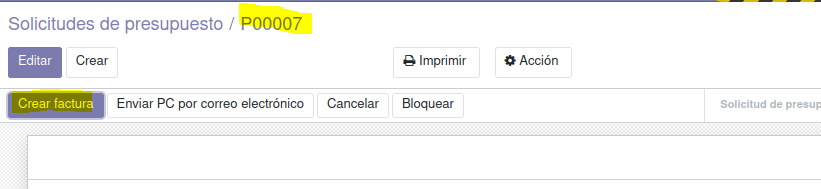 Solicitudes de presupuesto / P00007
Editar Crear Imprimir Acción
Crear factura Enviar PC por correo electrónico Cancelar Bloquear Solicitud de presup